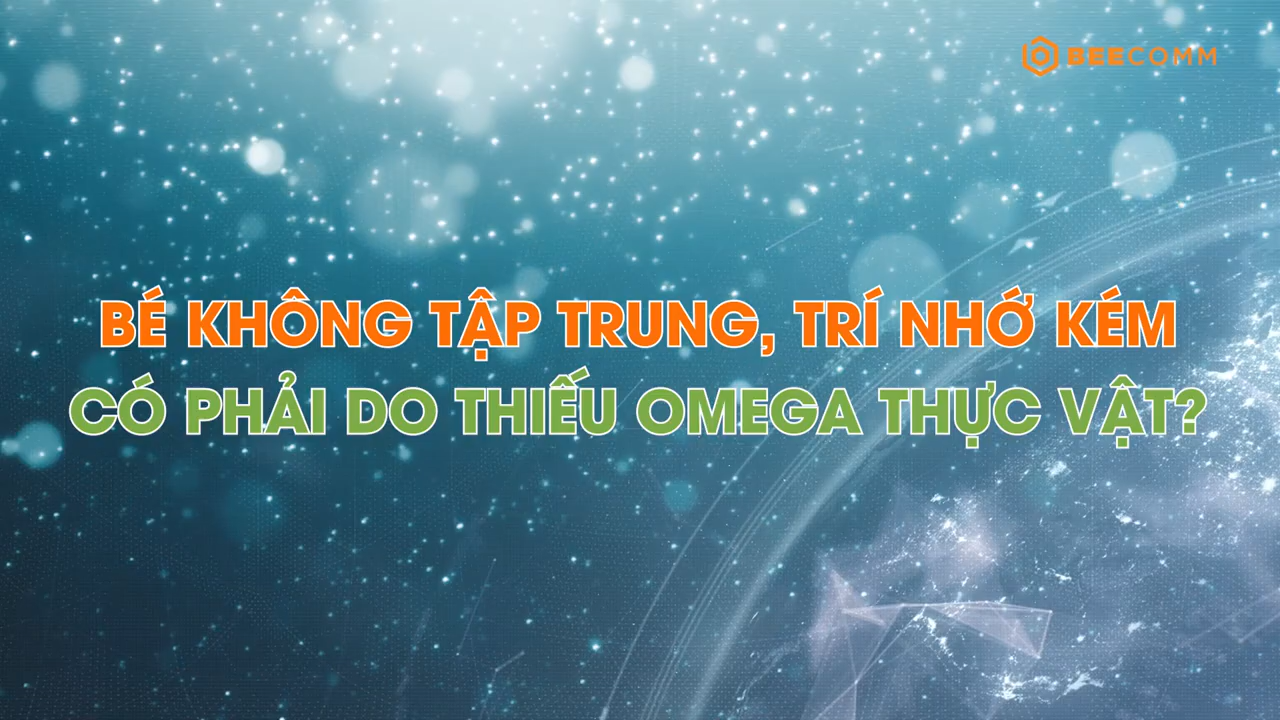 BEECOMM
BÉ KHÔNG TẬP TRUNG, TRÍ NHỚ KÉM
CÓ PHẢI DO THIẾU OMEGA THỰC VẬT?